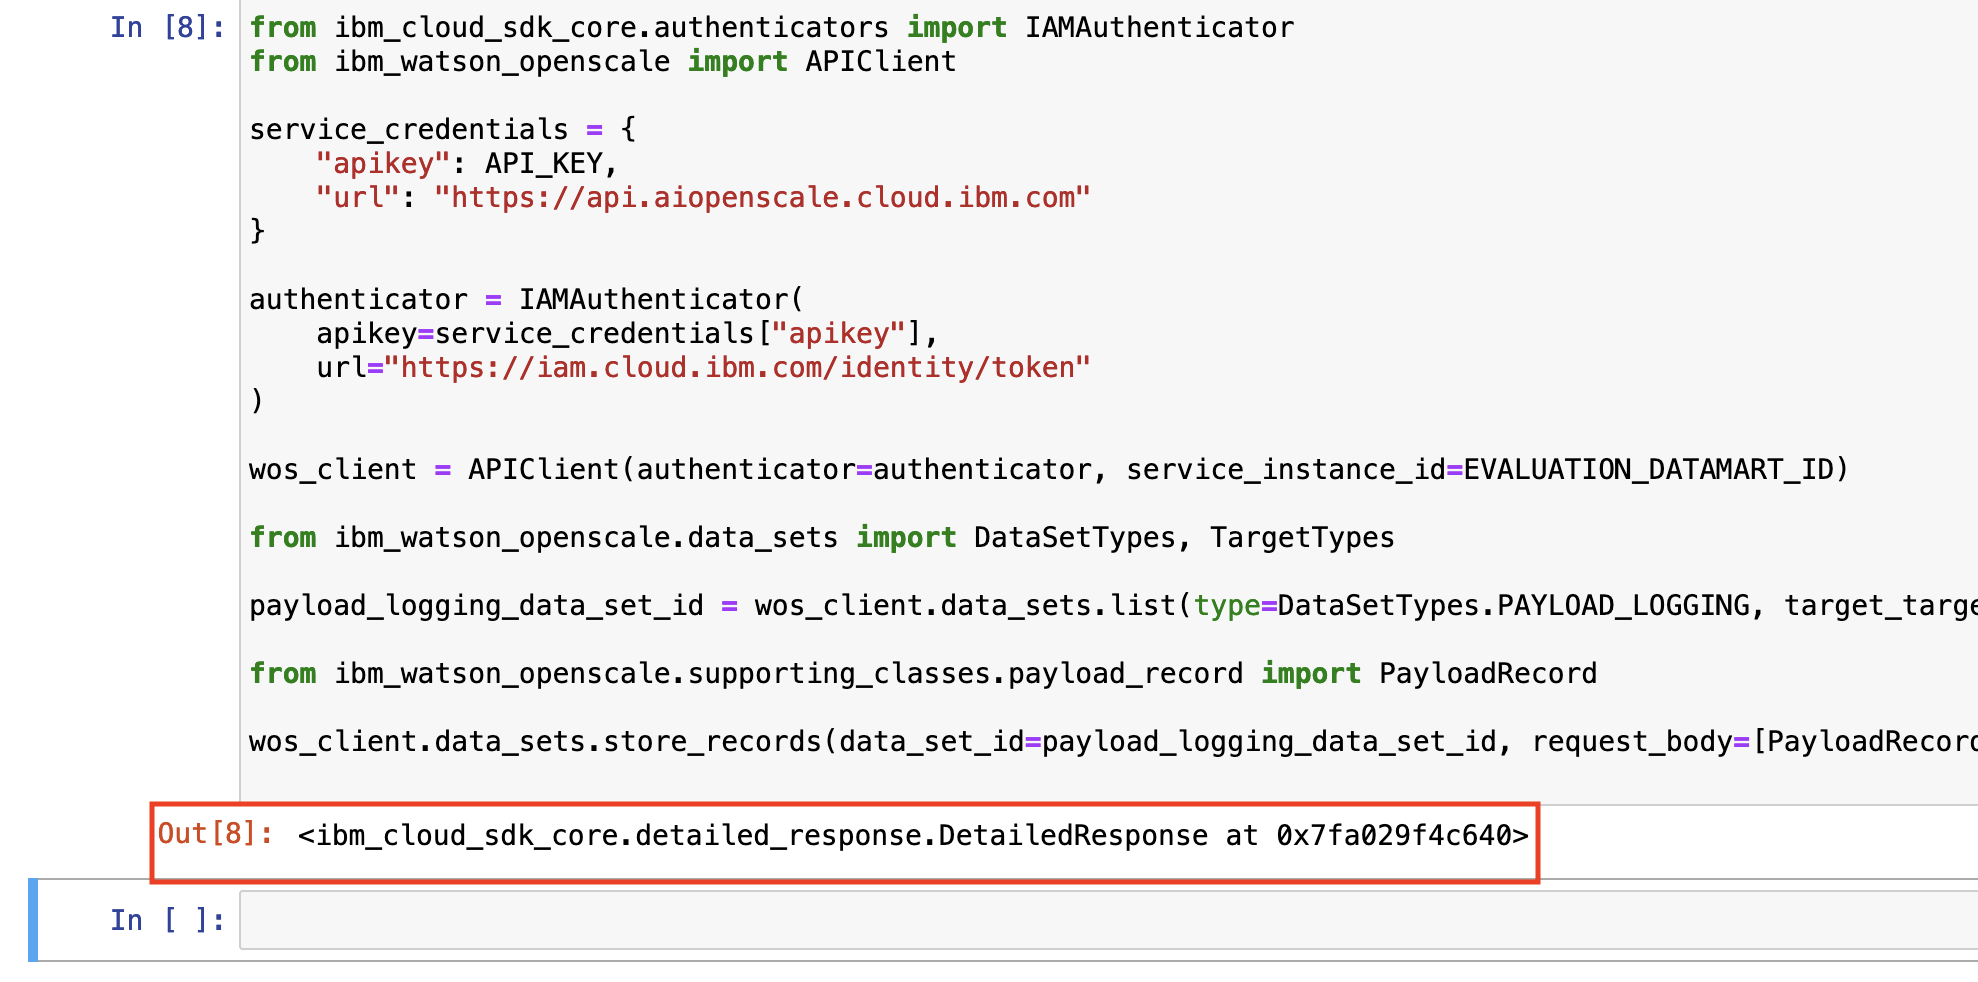 In [8]: from ibm_cloud_sdk_core.authenticators import IAMAuthenticator
from ibm_watson_openscale import APIClient
service_credentials = {
    "apikey": API_KEY,
    "url": "https://api.aiopenscale.cloud.ibm.com"
}
authenticator = IAMAuthenticator(
    apikey=service_credentials["apikey"],
    url="https://iam.cloud.ibm.com/identity/token"
)
wos_client = APIClient(authenticator=authenticator, service_instance_id=EVALUATION_DATAMART_ID)
from ibm_watson_openscale.data_sets import DataSetTypes, TargetTypes
payload_logging_data_set_id = wos_client.data_sets.list(type=DataSetTypes.PAYLOAD_LOGGING, target_targe
from ibm_watson_openscale.supporting_classes.payload_record import PayloadRecord
wos_client.data_sets.store_records(data_set_id=payload_logging_data_set_id, request_body=[PayloadRecord
Out[8]: <ibm_cloud_sdk_core.detailed_response.DetailedResponse at 0x7fa029f4c640>
In [ ]: